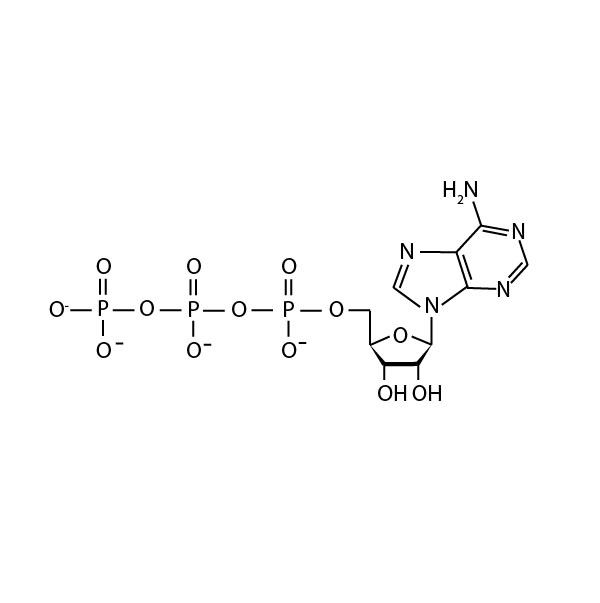 H₂N
N
N
N
N
O O O
O⁻ P O P O P O
O
O⁻ O⁻ O⁻
OH OH